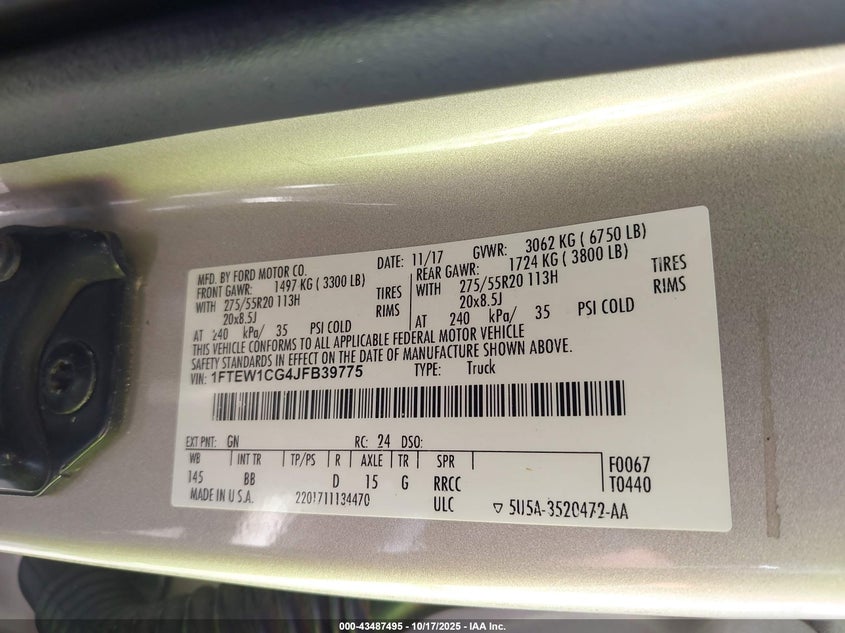 MFD. BY FORD MOTOR CO. DATE: 11/17 GVWR: 3062 KG ( 6750 LB)
FRONT GAWR: 1497 KG ( 3300 LB) REAR GAWR: 1724 KG ( 3800 LB)
WITH 275/55R20 113H TIRES WITH 275/55R20 113H TIRES
20x8.5J RIMS 20x8.5J RIMS
AT 240 kPa/ 35 PSI COLD AT 240 kPa/ 35 PSI COLD
THIS VEHICLE CONFORMS TO ALL APPLICABLE FEDERAL MOTOR VEHICLE
SAFETY STANDARDS IN EFFECT ON THE DATE OF MANUFACTURE SHOWN ABOVE.
VIN: 1FTEW1CG4JFB39775 TYPE: Truck
EXT PNT: GN RC: 24 DSO:
WB INT TR TP/PS R AXLE TR SPR F0067
145 BB D 15 G RRCC T0440
MADE IN U.S.A. 2201711134470 ULC ▽ 5U5A-3520472-AA
000-43487495 - 10/17/2025 - IAA Inc.